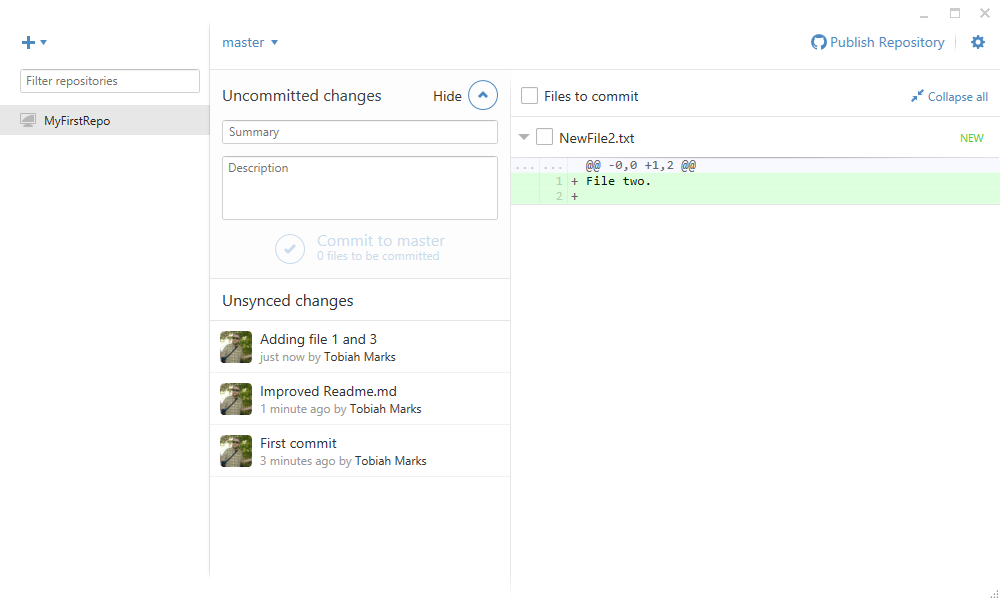 master
Publish Repository
Filter repositories
MyFirstRepo
Uncommitted changes
Hide
Summary
Description
Commit to master
0 files to be committed
Unsynced changes
Adding file 1 and 3
just now by Tobiah Marks
Improved Readme.md
1 minute ago by Tobiah Marks
First commit
3 minutes ago by Tobiah Marks
Files to commit
Collapse all
NewFile2.txt
NEW
... ... @@ -0,0 +1,2 @@
1 + File two.
2 +